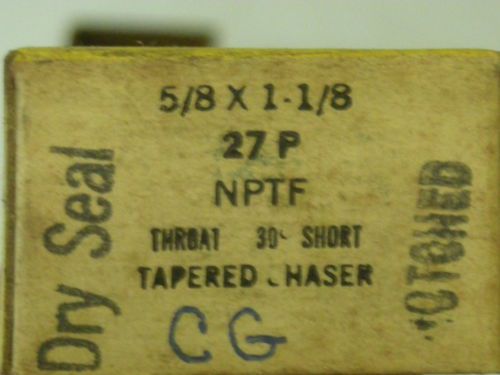 5/8 X 1-1/8
27 P
NPTF
THROAT 30° SHORT
TAPERED CHASER
CG
Dry Seal